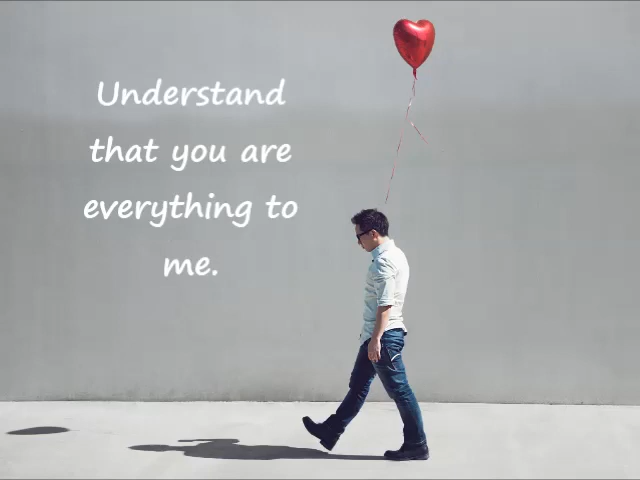 Understand
that you are
everything to
me.